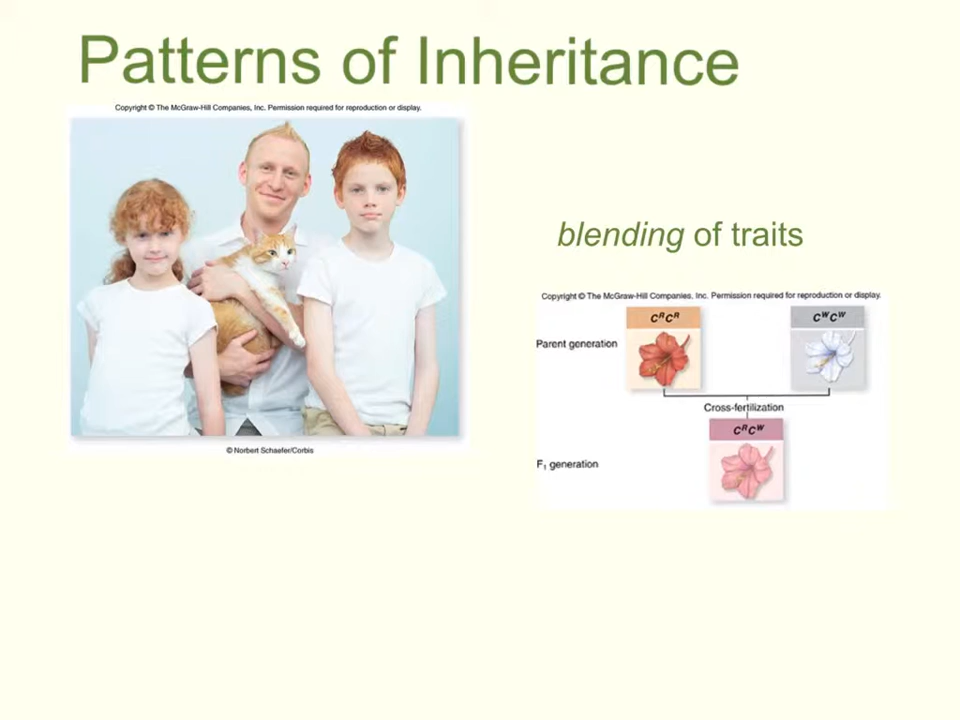 Patterns of Inheritance
Copyright © The McGraw-Hill Companies, Inc. Permission required for reproduction or display.
© Norbert Schaefer/Corbis
blending of traits
Copyright © The McGraw-Hill Companies, Inc. Permission required for reproduction or display.
CᴿCᴿ
CᵂCᵂ
Parent generation
Cross-fertilization
CᴿCᵂ
F₁ generation